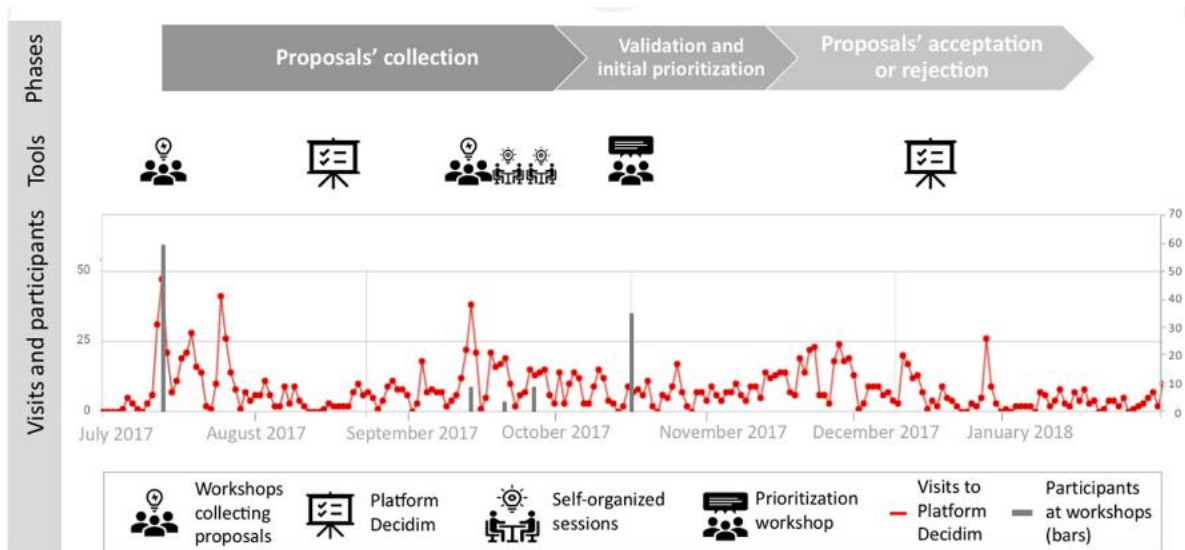 Phases
Proposals' collection
Validation and
initial prioritization
Proposals' acceptation
or rejection
Tools
Visits and participants
50
25
0
70
60
50
40
30
20
10
0
July 2017
August 2017
September 2017
October 2017
November 2017
December 2017
January 2018
Workshops
collecting
proposals
Platform
Decidim
Self-organized
sessions
Prioritization
workshop
Visits to
Platform
Decidim
Participants
at workshops
(bars)